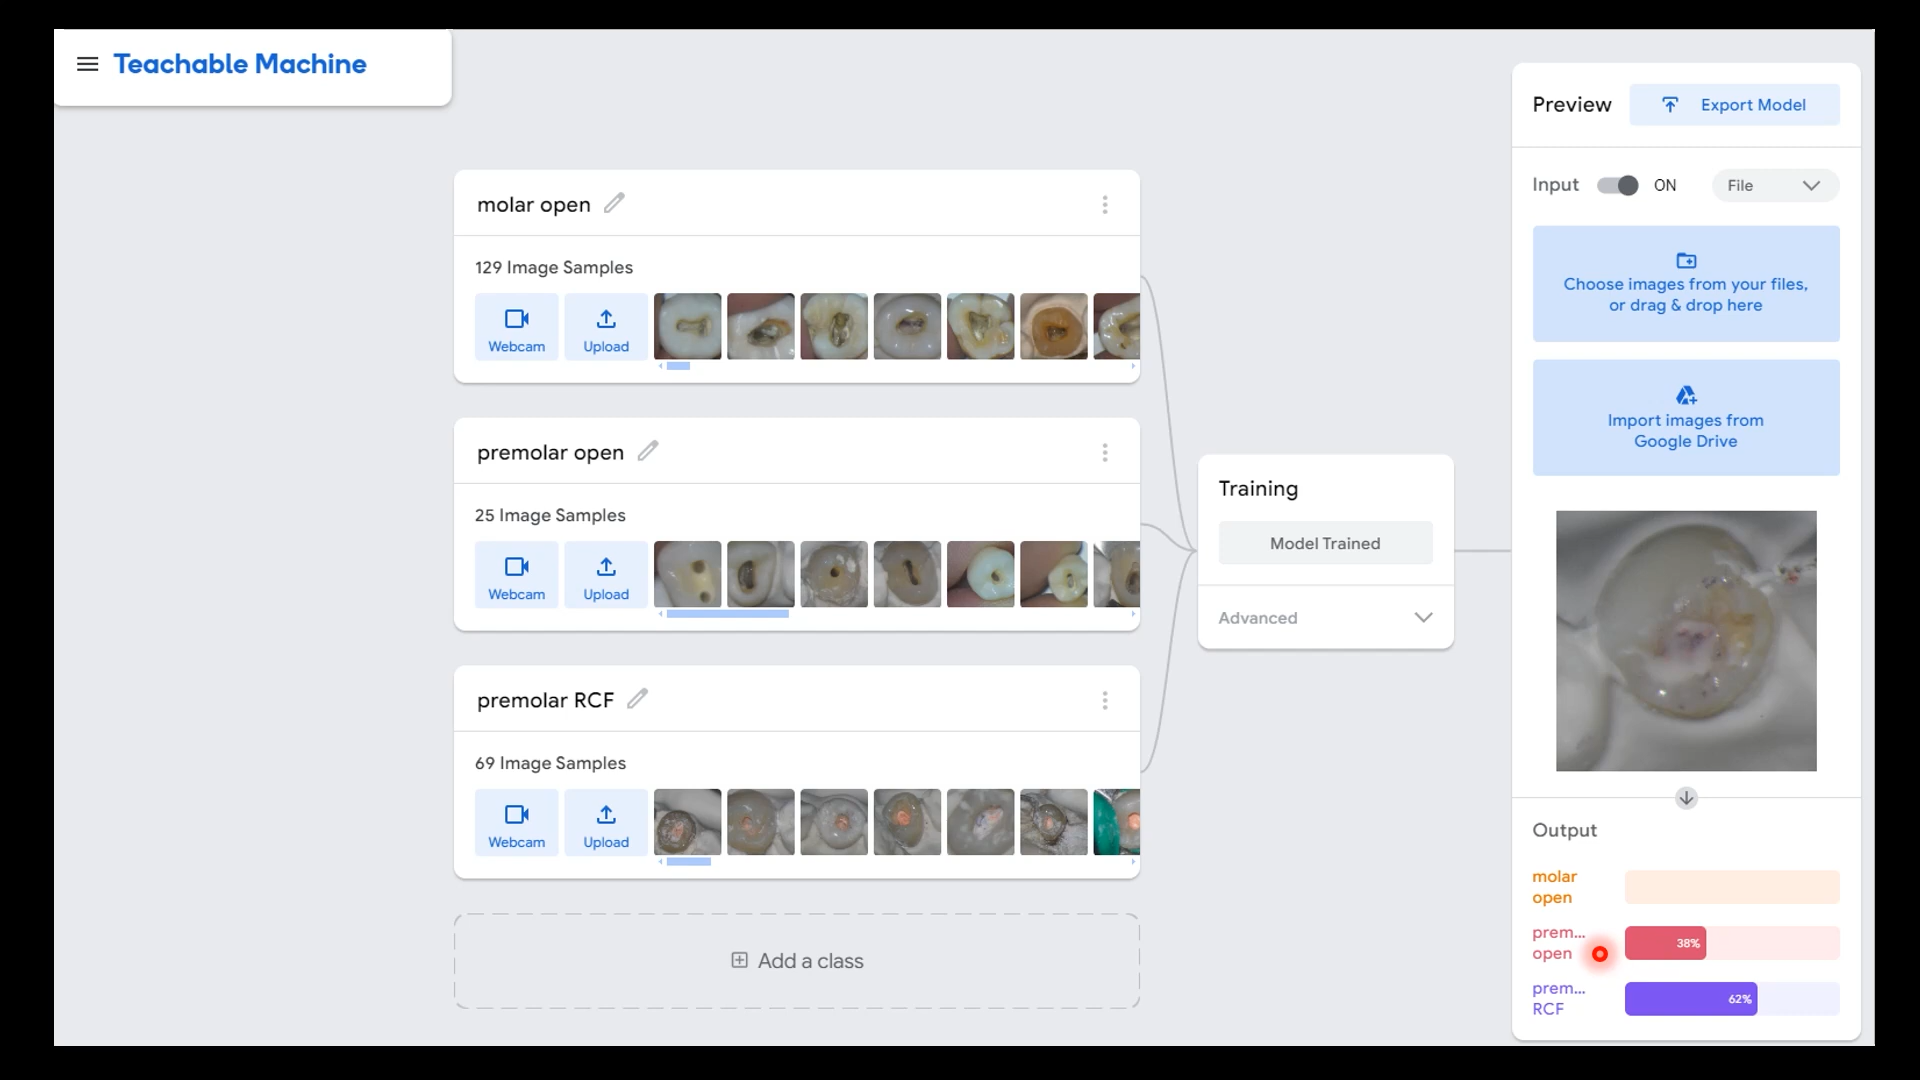 Teachable Machine
molar open
129 Image Samples
Webcam
Upload
premolar open
25 Image Samples
Webcam
Upload
premolar RCF
69 Image Samples
Webcam
Upload
Add a class
Training
Model Trained
Advanced
Preview
Export Model
Input
ON
File
Choose images from your files,
or drag & drop here
Import images from
Google Drive
Output
molar
open
prem...
open
38%
prem...
RCF
62%